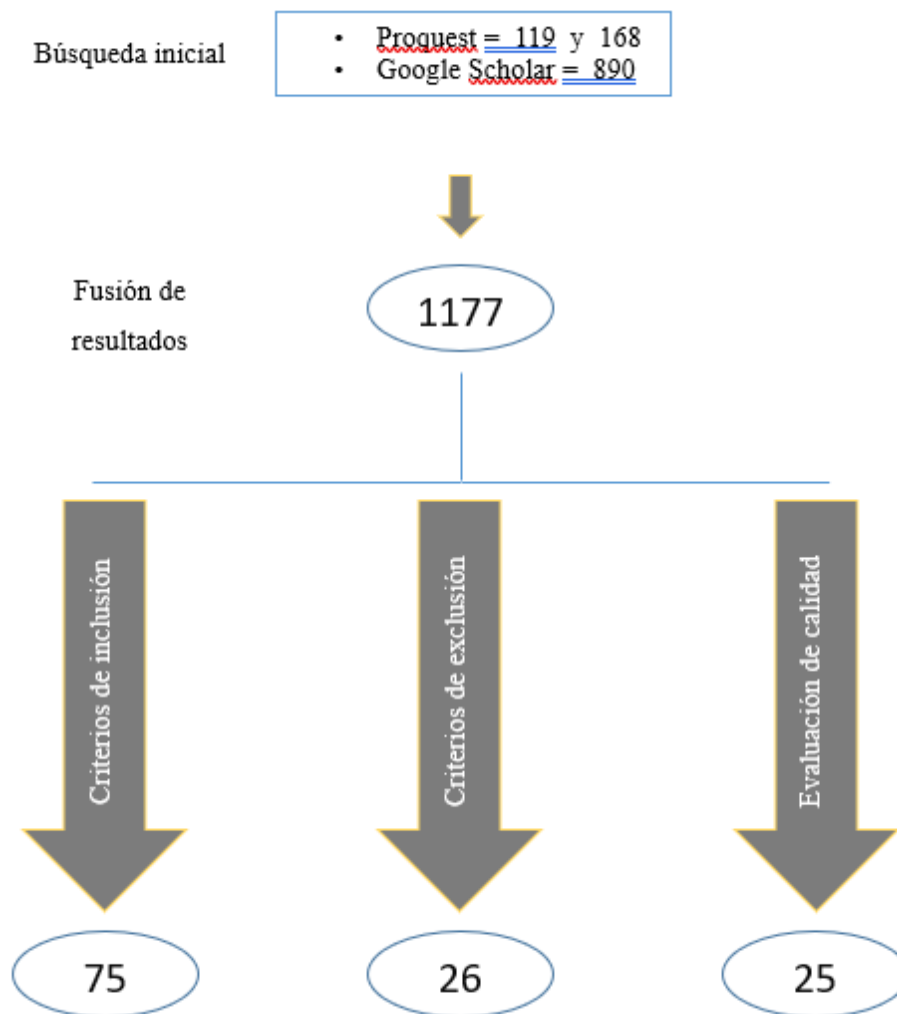 Búsqueda inicial
• Proquest = 119 y 168
• Google Scholar = 890
Fusión de
resultados
1177
Criterios de inclusión
Criterios de exclusión
Evaluación de calidad
75
26
25